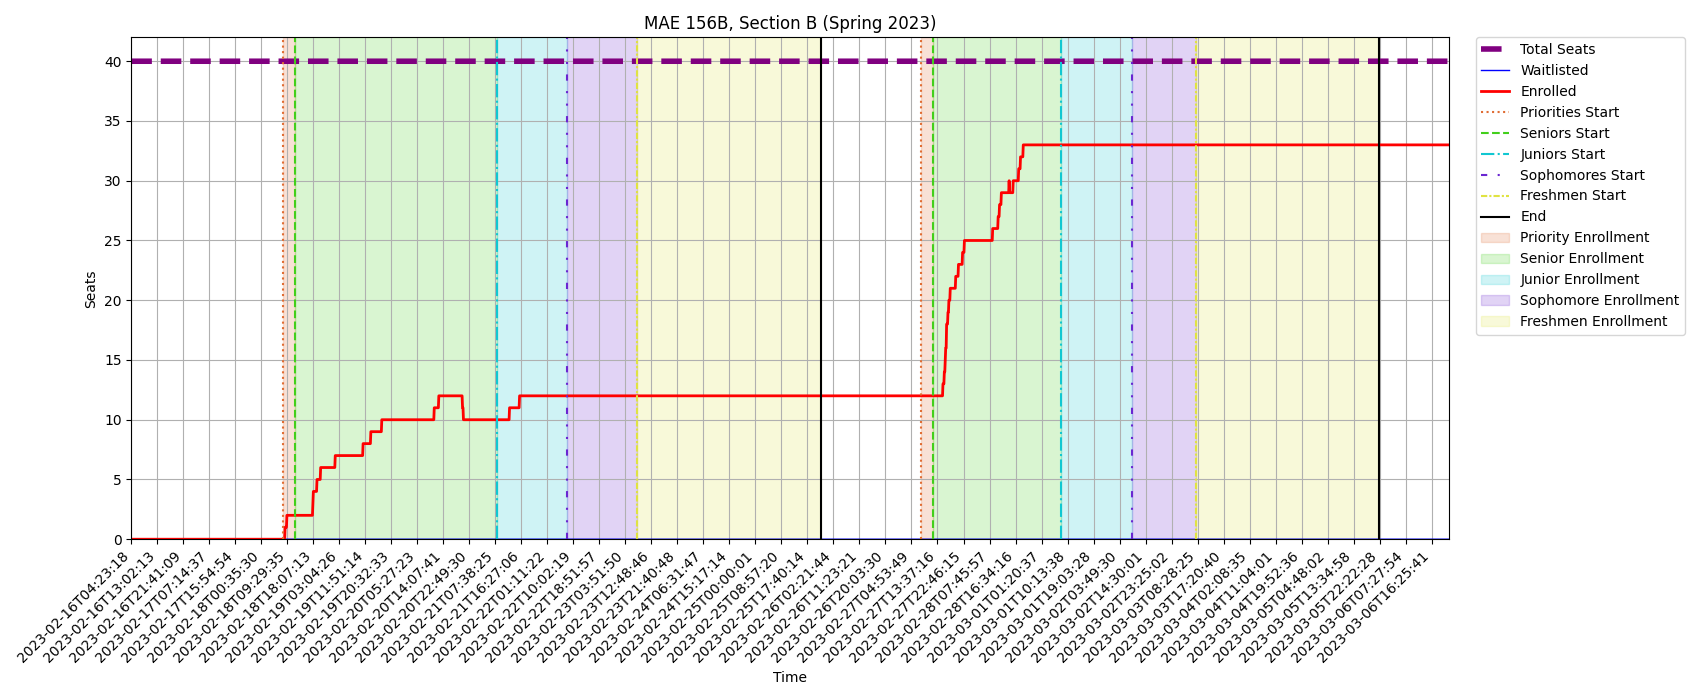 MAE 156B, Section B (Spring 2023)
Seats
40
35
30
25
20
15
10
5
0
2023-02-16T04:23:18
2023-02-16T13:02:13
2023-02-16T21:41:09
2023-02-17T07:14:37
2023-02-17T15:54:54
2023-02-18T00:35:30
2023-02-18T09:29:35
2023-02-18T18:07:13
2023-02-19T03:04:26
2023-02-19T11:51:14
2023-02-19T20:32:33
2023-02-20T05:27:23
2023-02-20T14:07:41
2023-02-20T22:49:30
2023-02-21T07:38:25
2023-02-21T16:27:06
2023-02-22T01:11:22
2023-02-22T10:02:19
2023-02-22T18:51:57
2023-02-23T03:51:50
2023-02-23T12:48:46
2023-02-23T21:40:48
2023-02-24T06:31:47
2023-02-24T15:17:14
2023-02-25T00:00:01
2023-02-25T08:57:20
2023-02-25T17:40:14
2023-02-26T02:21:44
2023-02-26T11:23:21
2023-02-26T20:03:30
2023-02-27T04:53:49
2023-02-27T13:37:16
2023-02-27T22:46:15
2023-02-28T07:45:57
2023-02-28T16:34:16
2023-03-01T01:20:37
2023-03-01T10:13:38
2023-03-01T19:03:28
2023-03-02T03:49:30
2023-03-02T14:30:01
2023-03-02T23:25:02
2023-03-03T08:28:25
2023-03-03T17:20:40
2023-03-04T02:08:35
2023-03-04T11:04:01
2023-03-04T19:52:36
2023-03-05T04:48:02
2023-03-05T13:34:58
2023-03-05T22:22:28
2023-03-06T07:27:54
2023-03-06T16:25:41
Time
Total Seats
Waitlisted
Enrolled
Priorities Start
Seniors Start
Juniors Start
Sophomores Start
Freshmen Start
End
Priority Enrollment
Senior Enrollment
Junior Enrollment
Sophomore Enrollment
Freshmen Enrollment